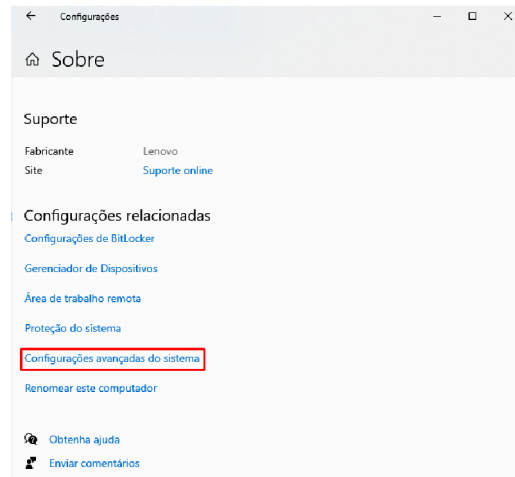 Configurações
Sobre
Suporte
Fabricante Lenovo
Site Suporte online
Configurações relacionadas
Configurações de BitLocker
Gerenciador de Dispositivos
Área de trabalho remota
Proteção do sistema
Configurações avançadas do sistema
Renomear este computador
Obtenha ajuda
Enviar comentários